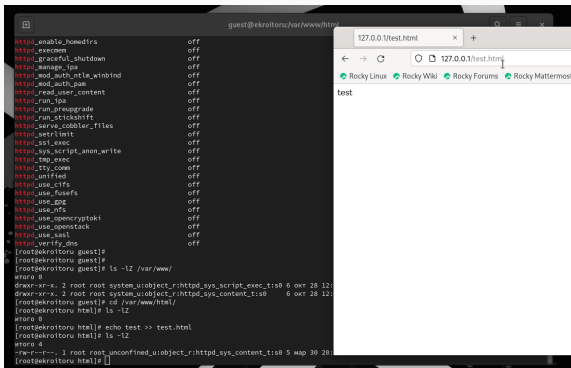 guest@ekroitoru:/var/www/html
httpd_enable_homedirs off
httpd_execmem off
httpd_graceful_shutdown off
httpd_manage_ipa off
httpd_mod_auth_ntlm_winbind off
httpd_mod_auth_pam off
httpd_read_user_content off
httpd_run_ipa off
httpd_run_preupgrade off
httpd_run_stickshift off
httpd_serve_cobbler_files off
httpd_setrlimit off
httpd_ssi_exec off
httpd_sys_script_anon_write off
httpd_tmp_exec off
httpd_tty_comm off
httpd_unified off
httpd_use_cifs off
httpd_use_fusefs off
httpd_use_gpg off
httpd_use_nfs off
httpd_use_opencryptoki off
httpd_use_openstack off
httpd_use_sasl off
httpd_verify_dns off
[root@ekroitoru guest]#
[root@ekroitoru guest]#
[root@ekroitoru guest]# ls -lZ /var/www/
итого 0
drwxr-xr-x. 2 root root system_u:object_r:httpd_sys_script_exec_t:s0 6 окт 28 12:
drwxr-xr-x. 2 root root system_u:object_r:httpd_sys_content_t:s0 6 окт 28 12:
[root@ekroitoru guest]# cd /var/www/html/
[root@ekroitoru html]# ls -lZ
итого 0
[root@ekroitoru html]# echo test >> test.html
[root@ekroitoru html]# ls -lZ
итого 4
-rw-r--r--. 1 root root unconfined_u:object_r:httpd_sys_content_t:s0 5 мар 30 20:
[root@ekroitoru html]#
127.0.0.1/test.html
127.0.0.1/test.html
Rocky Linux Rocky Wiki Rocky Forums Rocky Mattermost
test